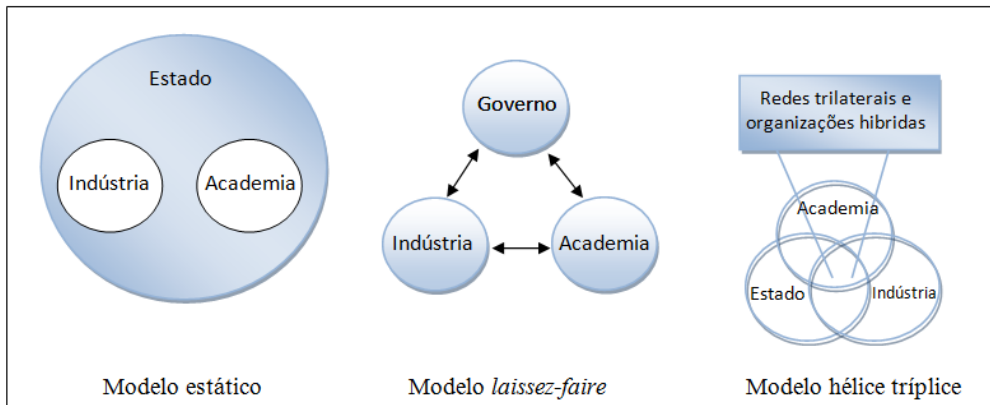 Estado
Indústria
Academia
Modelo estático
Governo
Indústria
Academia
Modelo laissez-faire
Redes trilaterais e
organizações hibridas
Academia
Estado
Indústria
Modelo hélice tríplice